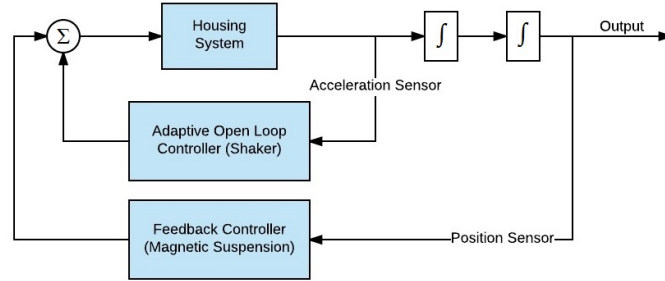 Housing
System
Σ
∫
∫
Output
Acceleration Sensor
Adaptive Open Loop
Controller (Shaker)
Feedback Controller
(Magnetic Suspension)
Position Sensor